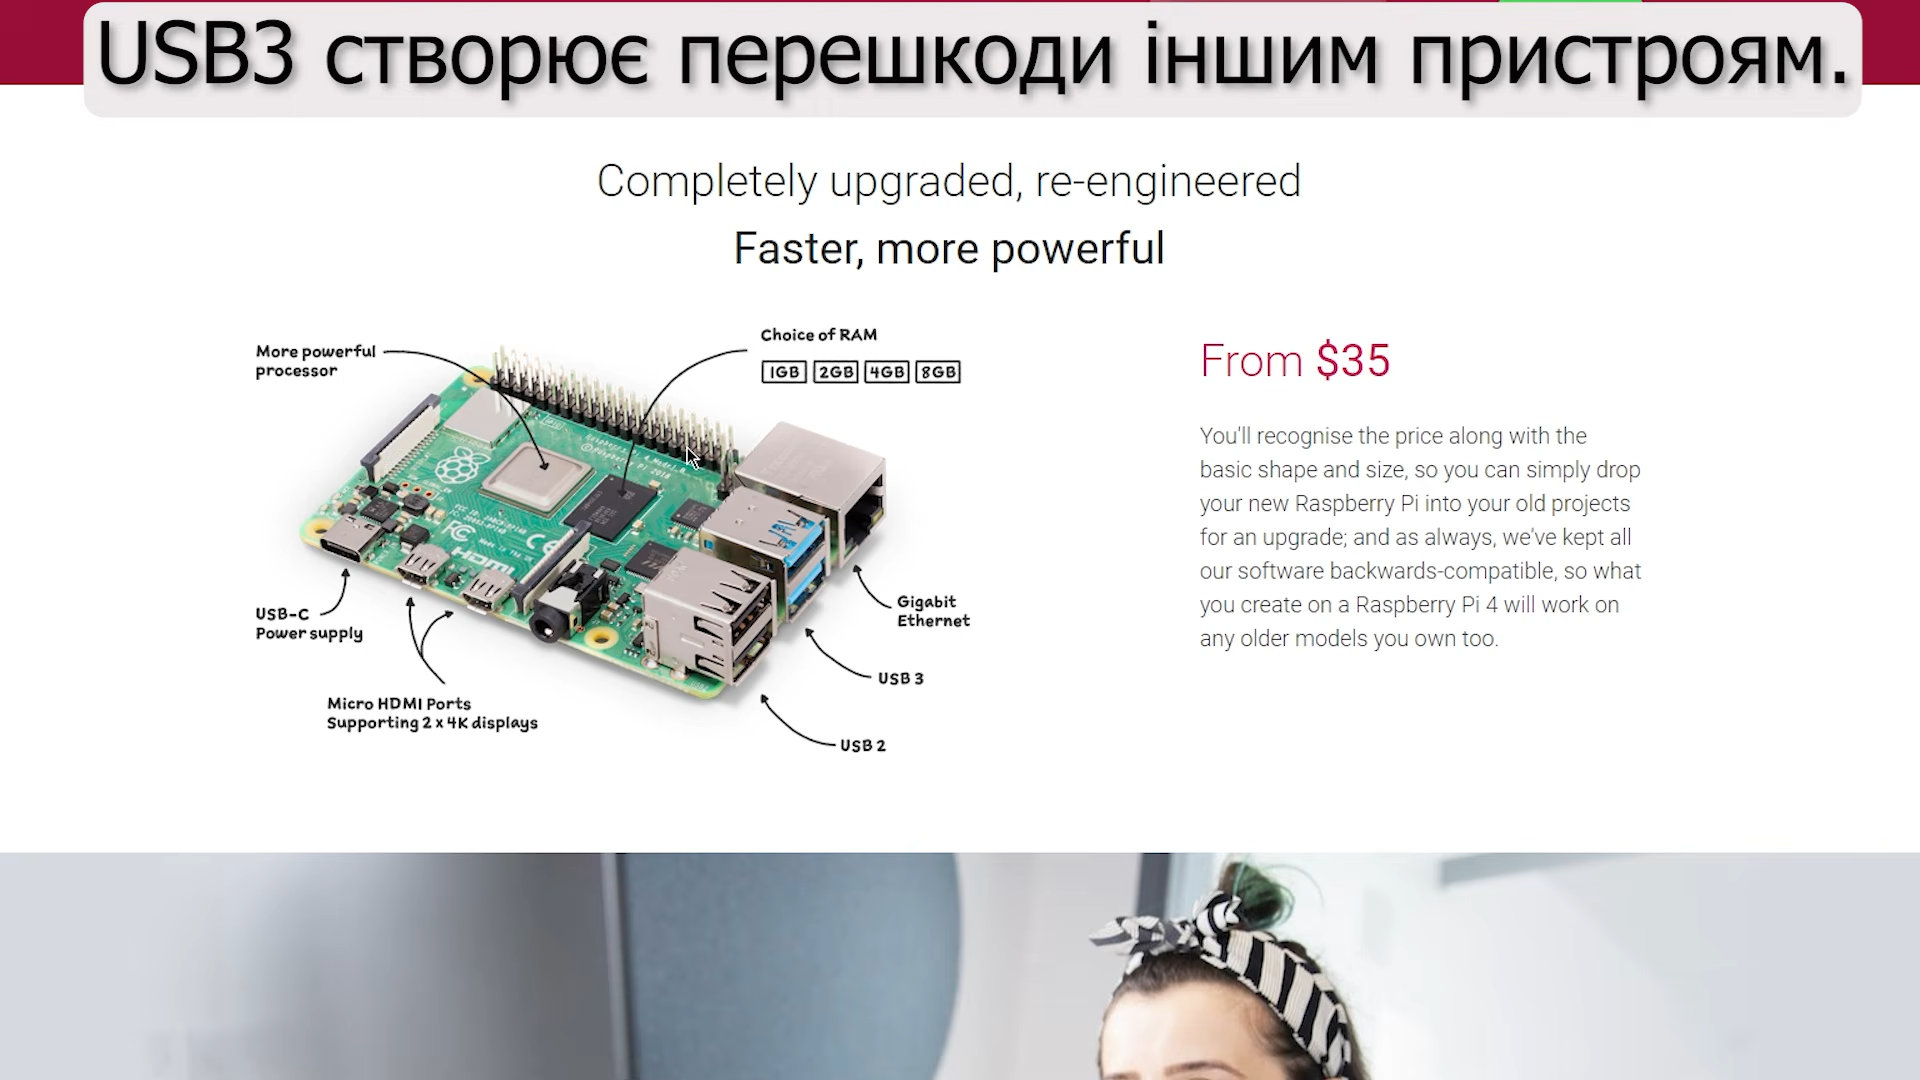 USB3 створює перешкоди іншим пристроям.
Completely upgraded, re-engineered
Faster, more powerful
More powerful
processor
Choice of RAM
1GB 2GB 4GB 8GB
USB-C
Power supply
Micro HDMI Ports
Supporting 2 x 4K displays
Gigabit
Ethernet
USB 3
USB 2
HDMI
From $35
You'll recognise the price along with the
basic shape and size, so you can simply drop
your new Raspberry Pi into your old projects
for an upgrade; and as always, we've kept all
our software backwards-compatible, so what
you create on a Raspberry Pi 4 will work on
any older models you own too.